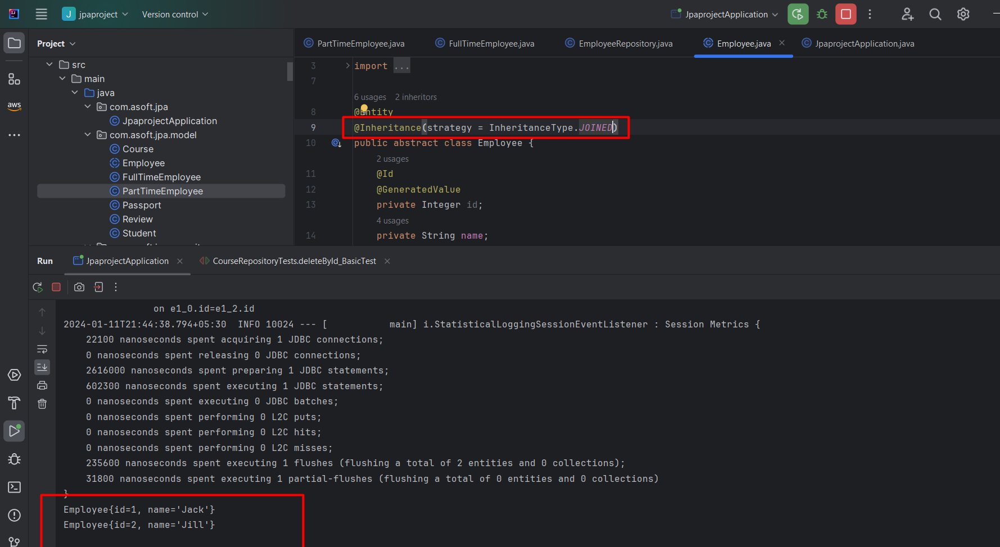 J jpaproject Version control JpaprojectApplication
Project
src
main
java
com.asoft.jpa
JpaprojectApplication
com.asoft.jpa.model
Course
Employee
FullTimeEmployee
PartTimeEmployee
Passport
Review
Student
aws
PartTimeEmployee.java FullTimeEmployee.java EmployeeRepository.java Employee.java JpaprojectApplication.java
3 import ...
7
6 usages 2 inheritors
8 @Entity
9 @Inheritance(strategy = InheritanceType.JOINED)
10 public abstract class Employee {
2 usages
11 @Id
12 @GeneratedValue
13 private Integer id;
4 usages
14 private String name;
Run JpaprojectApplication CourseRepositoryTests.deleteById_BasicTest
on e1_0.id=e1_2.id
2024-01-11T21:44:38.794+05:30 INFO 10024 --- [ main] i.StatisticalLoggingSessionEventListener : Session Metrics {
22100 nanoseconds spent acquiring 1 JDBC connections;
0 nanoseconds spent releasing 0 JDBC connections;
2616000 nanoseconds spent preparing 1 JDBC statements;
602300 nanoseconds spent executing 1 JDBC statements;
0 nanoseconds spent executing 0 JDBC batches;
0 nanoseconds spent performing 0 L2C puts;
0 nanoseconds spent performing 0 L2C hits;
0 nanoseconds spent performing 0 L2C misses;
235600 nanoseconds spent executing 1 flushes (flushing a total of 2 entities and 0 collections);
31800 nanoseconds spent executing 1 partial-flushes (flushing a total of 0 entities and 0 collections)
}
Employee{id=1, name='Jack'}
Employee{id=2, name='Jill'}